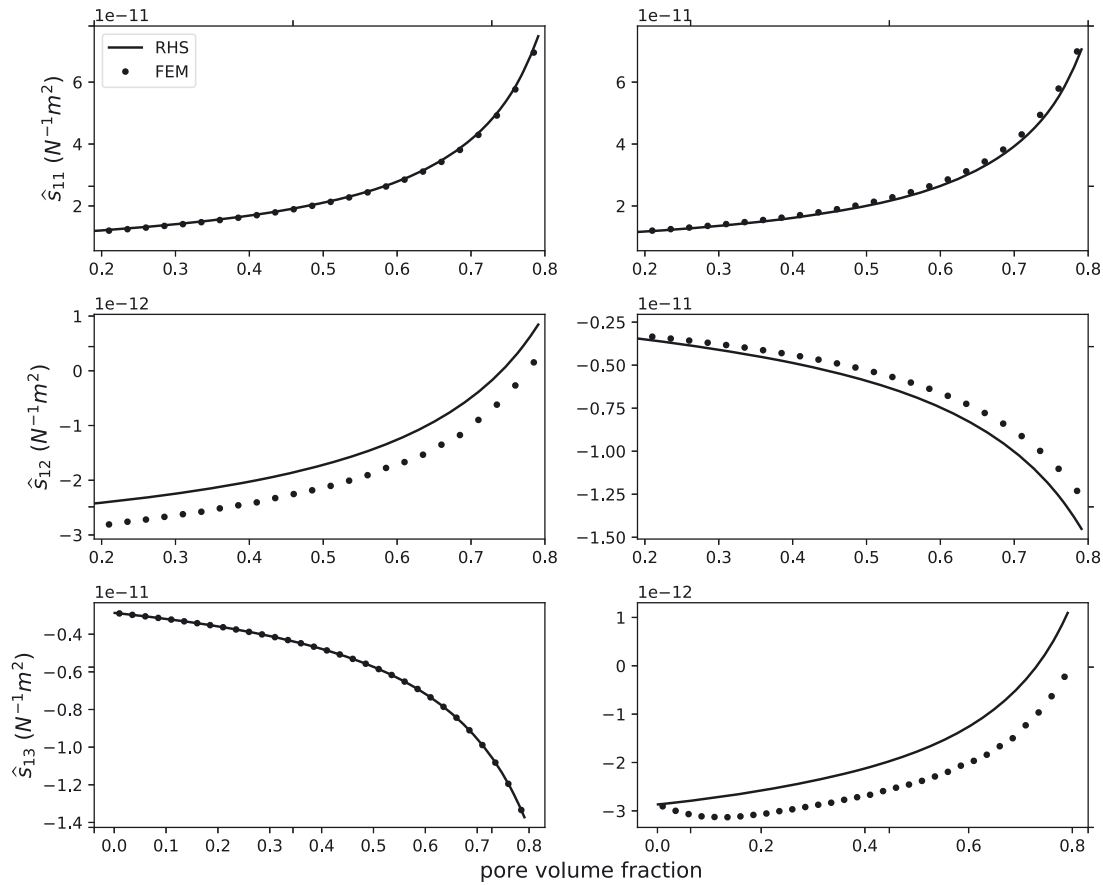 1e−11
1e−11
RHS
FEM
6
4
2
6
4
2
ŝ11 (N−1m2)
0.2 0.3 0.4 0.5 0.6 0.7 0.8
0.2 0.3 0.4 0.5 0.6 0.7 0.8
1e−12
1e−11
1
0
−1
−2
−3
−0.25
−0.50
−0.75
−1.00
−1.25
−1.50
ŝ12 (N−1m2)
0.2 0.3 0.4 0.5 0.6 0.7 0.8
0.2 0.3 0.4 0.5 0.6 0.7 0.8
1e−11
1e−12
−0.4
−0.6
−0.8
−1.0
−1.2
−1.4
1
0
−1
−2
−3
ŝ13 (N−1m2)
0.0 0.1 0.2 0.3 0.4 0.5 0.6 0.7 0.8
0.0 0.2 0.4 0.6 0.8
pore volume fraction